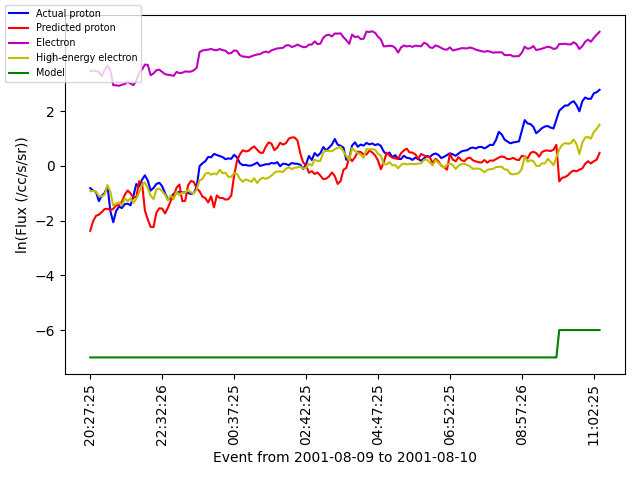 Actual proton
Predicted proton
Electron
High-energy electron
Model
ln(Flux (/cc/s/sr))
2
0
−2
−4
−6
20:27:25
22:32:26
00:37:25
02:42:25
04:47:25
06:52:25
08:57:26
11:02:25
Event from 2001-08-09 to 2001-08-10